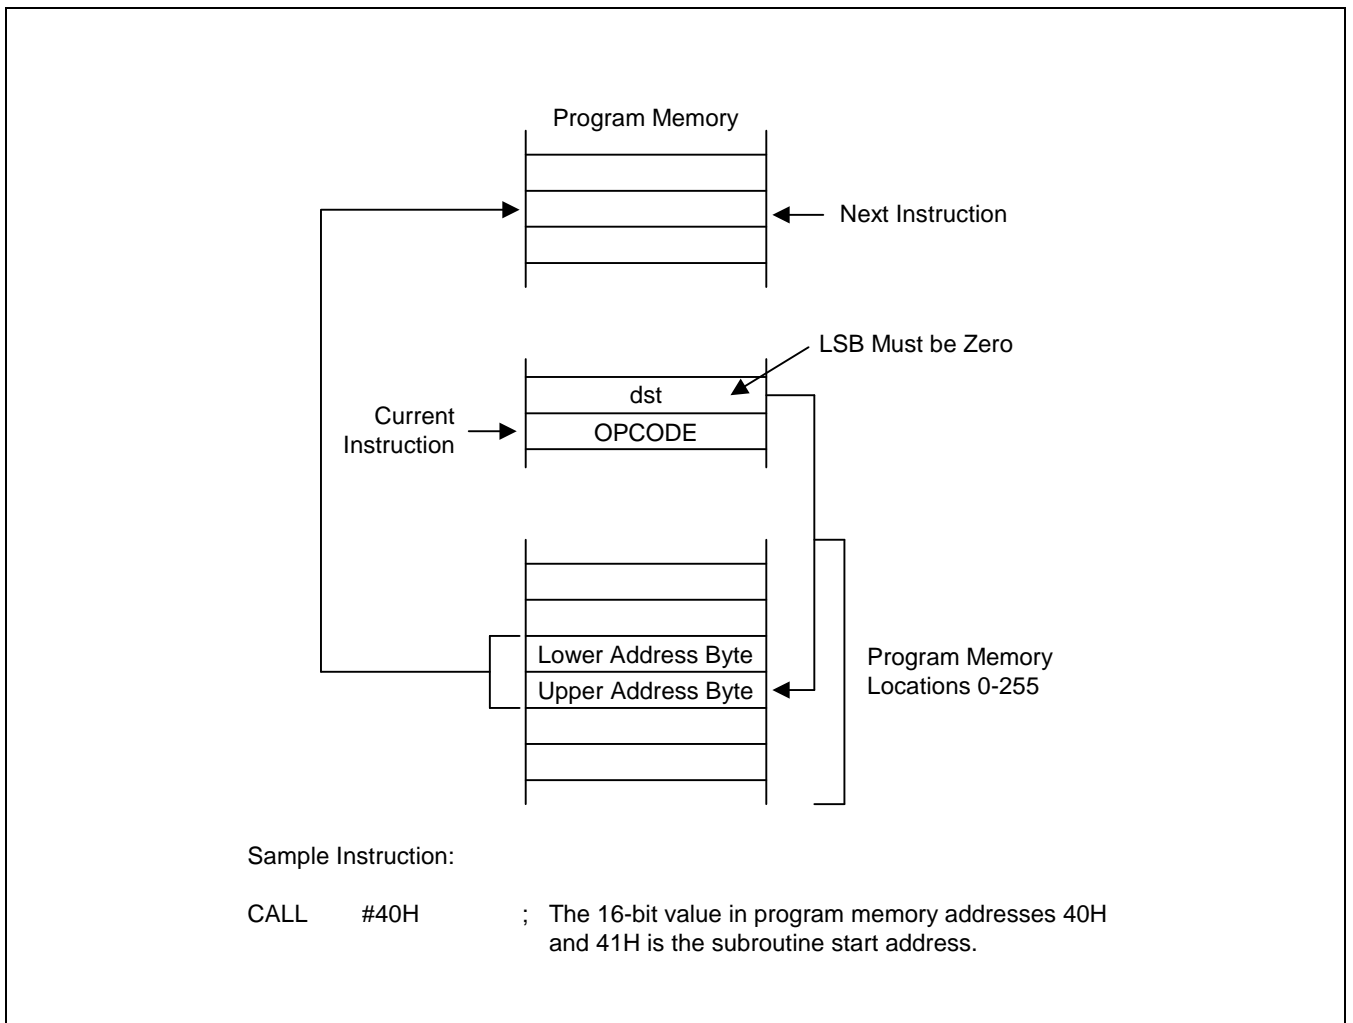 Program Memory
Next Instruction
LSB Must be Zero
dst
Current
Instruction
OPCODE
Lower Address Byte
Upper Address Byte
Program Memory
Locations 0-255
Sample Instruction:
CALL #40H ; The 16-bit value in program memory addresses 40H
and 41H is the subroutine start address.